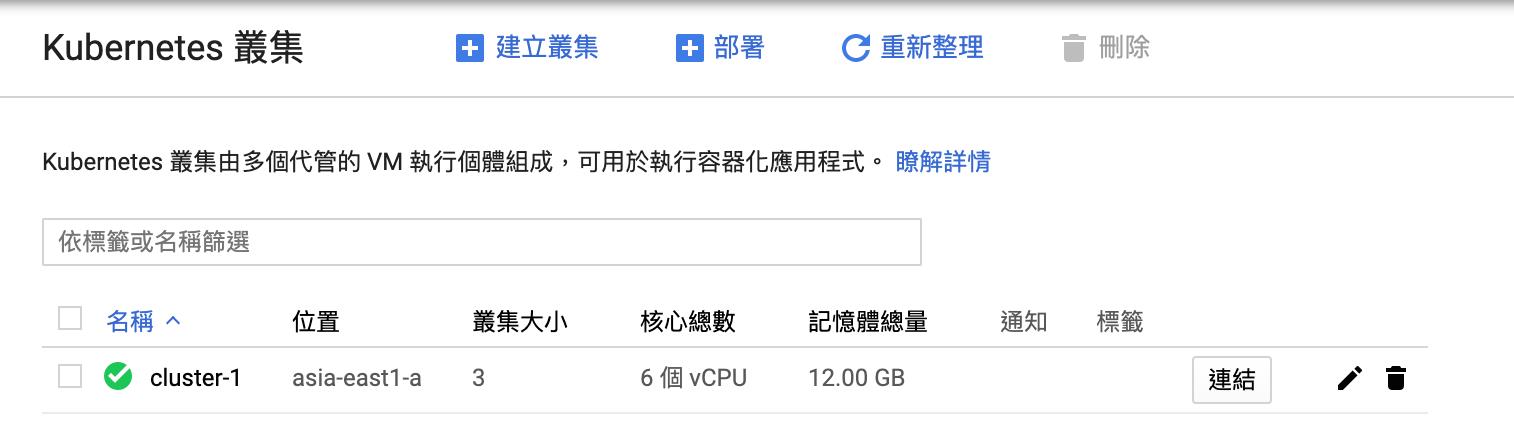 Kubernetes 叢集 建立叢集 部署 重新整理 刪除
Kubernetes 叢集由多個代管的 VM 執行個體組成，可用於執行容器化應用程式。 瞭解詳情
依標籤或名稱篩選
名稱 位置 叢集大小 核心總數 記憶體總量 通知 標籤
cluster-1 asia-east1-a 3 6 個 vCPU 12.00 GB 連結